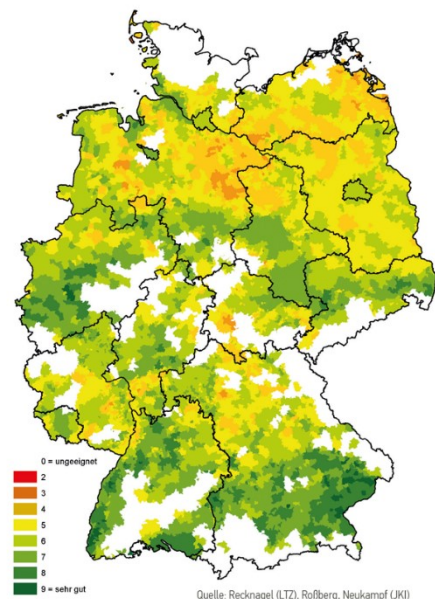 0 = ungeeignet
2
3
4
5
6
7
8
9 = sehr gut
Quelle: Recknagel (LTZ), Roßberg, Neukampf (JKI)